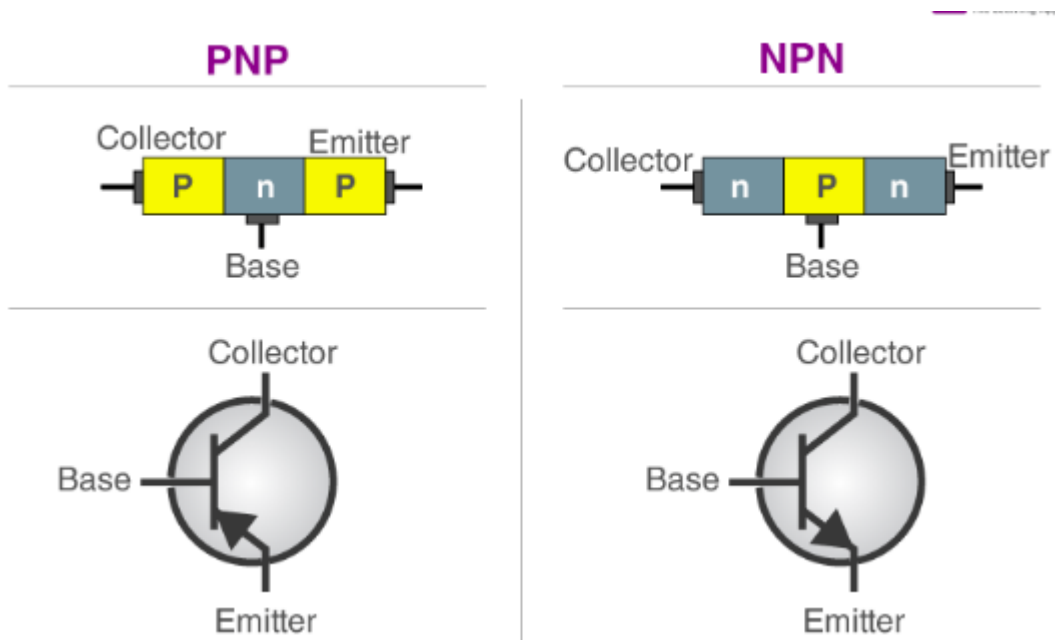 PNP
NPN
Collector
Emitter
P
n
P
Base
Collector
Emitter
n
P
n
Base
Collector
Base
Emitter
Collector
Base
Emitter